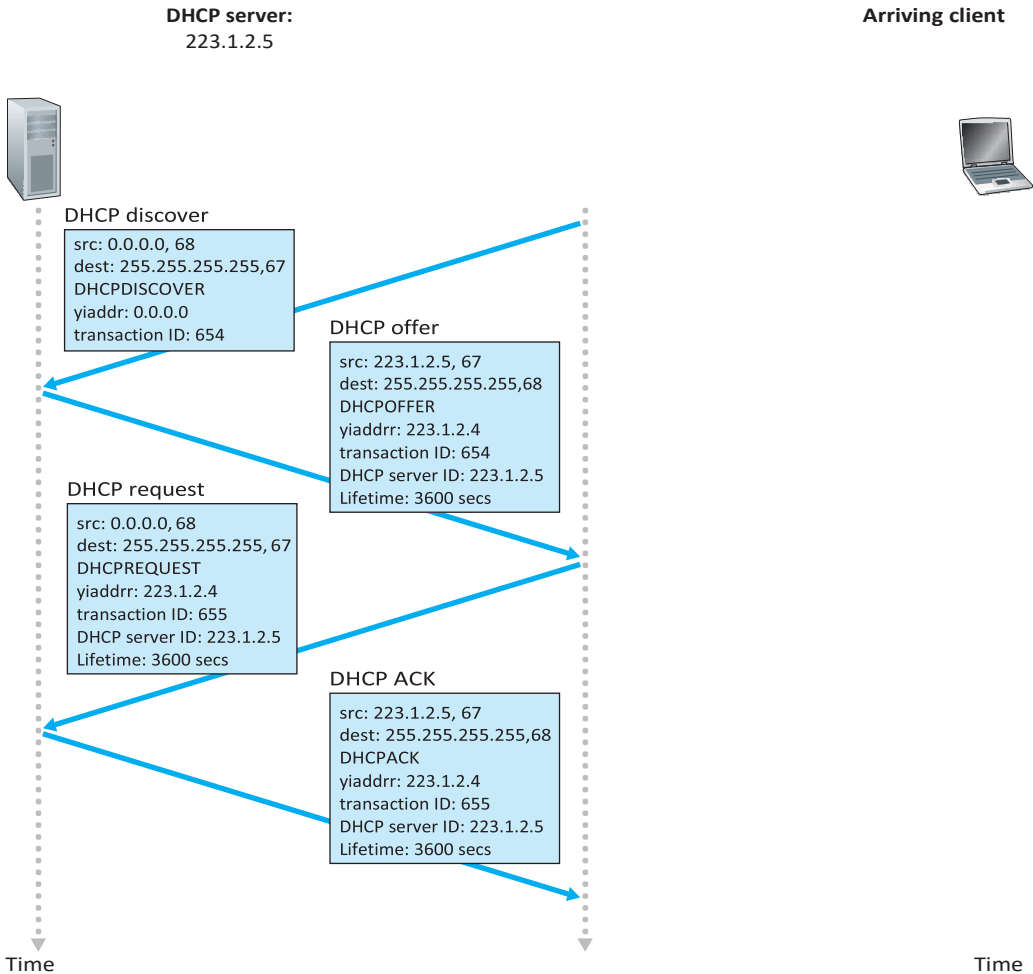 DHCP server:
223.1.2.5
Arriving client
DHCP discover
src: 0.0.0.0, 68
dest: 255.255.255.255,67
DHCPDISCOVER
yiaddr: 0.0.0.0
transaction ID: 654
DHCP offer
src: 223.1.2.5, 67
dest: 255.255.255.255,68
DHCPOFFER
yiaddrr: 223.1.2.4
transaction ID: 654
DHCP server ID: 223.1.2.5
Lifetime: 3600 secs
DHCP request
src: 0.0.0.0, 68
dest: 255.255.255.255, 67
DHCPREQUEST
yiaddrr: 223.1.2.4
transaction ID: 655
DHCP server ID: 223.1.2.5
Lifetime: 3600 secs
DHCP ACK
src: 223.1.2.5, 67
dest: 255.255.255.255,68
DHCPACK
yiaddrr: 223.1.2.4
transaction ID: 655
DHCP server ID: 223.1.2.5
Lifetime: 3600 secs
Time
Time